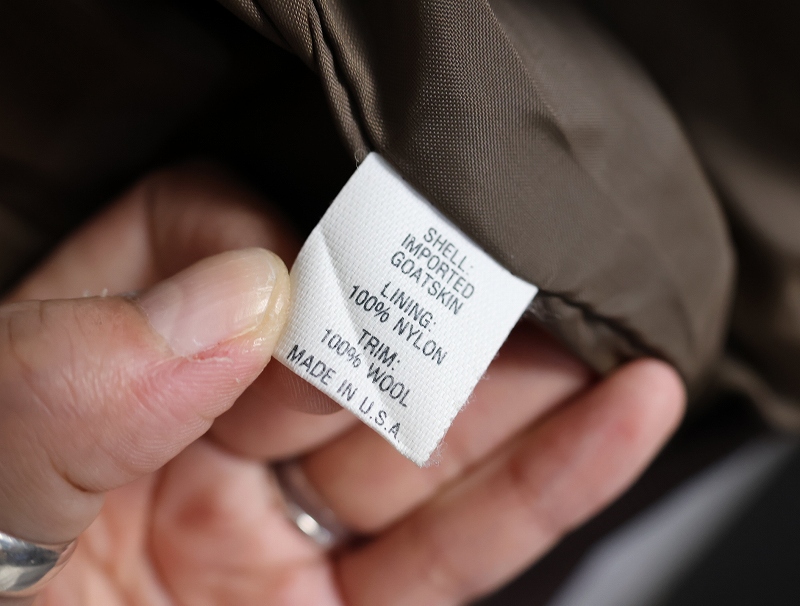 SHELL:
IMPORTED
GOATSKIN
LINING:
100% NYLON
TRIM:
100% WOOL
MADE IN U.S.A.